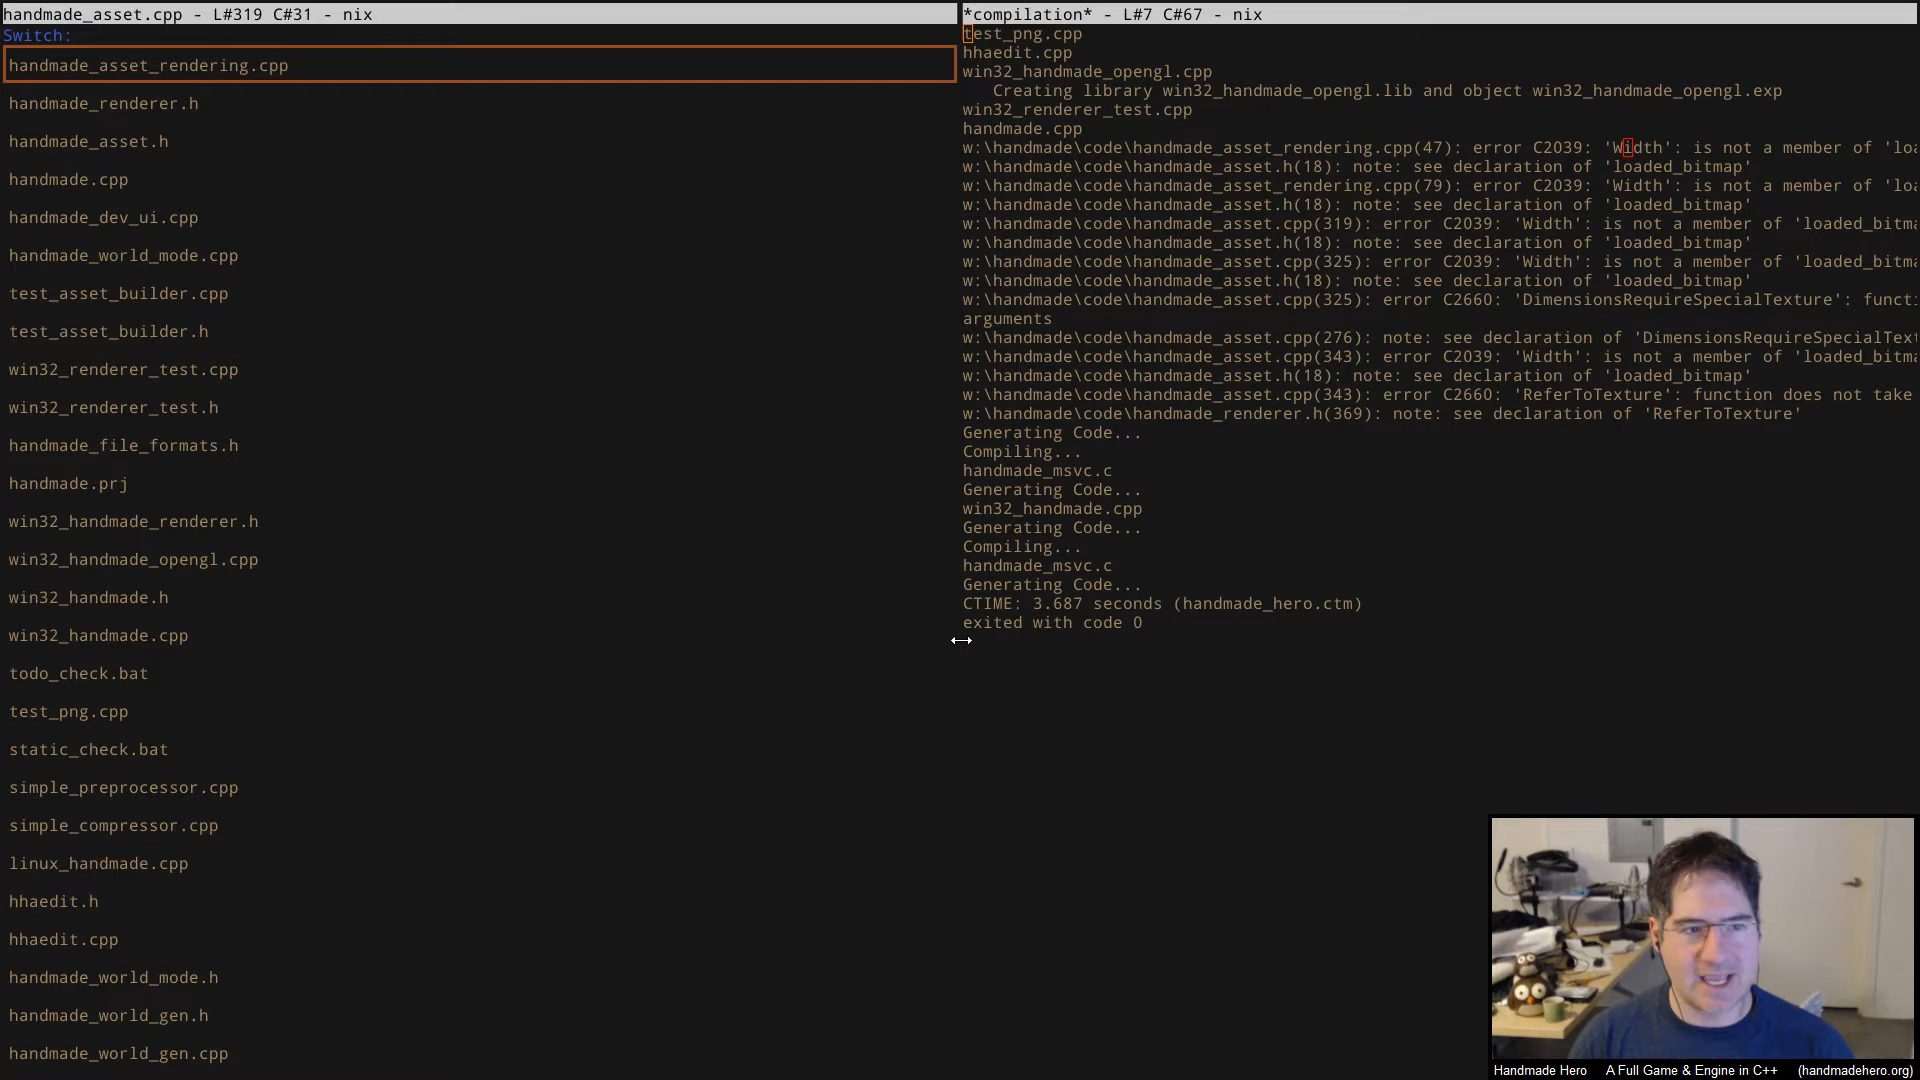 handmade_asset.cpp - L#319 C#31 - nix
Switch:
handmade_asset_rendering.cpp
handmade_renderer.h
handmade_asset.h
handmade.cpp
handmade_dev_ui.cpp
handmade_world_mode.cpp
test_asset_builder.cpp
test_asset_builder.h
win32_renderer_test.cpp
win32_renderer_test.h
handmade_file_formats.h
handmade.prj
win32_handmade_renderer.h
win32_handmade_opengl.cpp
win32_handmade.h
win32_handmade.cpp
todo_check.bat
test_png.cpp
static_check.bat
simple_preprocessor.cpp
simple_compressor.cpp
linux_handmade.cpp
hhaedit.h
hhaedit.cpp
handmade_world_mode.h
handmade_world_gen.h
handmade_world_gen.cpp
*compilation* - L#7 C#67 - nix
test_png.cpp
hhaedit.cpp
win32_handmade_opengl.cpp
Creating library win32_handmade_opengl.lib and object win32_handmade_opengl.exp
win32_renderer_test.cpp
handmade.cpp
w:\handmade\code\handmade_asset_rendering.cpp(47): error C2039: 'Width': is not a member of 'loa
w:\handmade\code\handmade_asset.h(18): note: see declaration of 'loaded_bitmap'
w:\handmade\code\handmade_asset_rendering.cpp(79): error C2039: 'Width': is not a member of 'loa
w:\handmade\code\handmade_asset.h(18): note: see declaration of 'loaded_bitmap'
w:\handmade\code\handmade_asset.cpp(319): error C2039: 'Width': is not a member of 'loaded_bitma
w:\handmade\code\handmade_asset.h(18): note: see declaration of 'loaded_bitmap'
w:\handmade\code\handmade_asset.cpp(325): error C2039: 'Width': is not a member of 'loaded_bitma
w:\handmade\code\handmade_asset.h(18): note: see declaration of 'loaded_bitmap'
w:\handmade\code\handmade_asset.cpp(325): error C2660: 'DimensionsRequireSpecialTexture': functi
arguments
w:\handmade\code\handmade_asset.cpp(276): note: see declaration of 'DimensionsRequireSpecialText
w:\handmade\code\handmade_asset.cpp(343): error C2039: 'Width': is not a member of 'loaded_bitma
w:\handmade\code\handmade_asset.h(18): note: see declaration of 'loaded_bitmap'
w:\handmade\code\handmade_asset.cpp(343): error C2660: 'ReferToTexture': function does not take
w:\handmade\code\handmade_renderer.h(369): note: see declaration of 'ReferToTexture'
Generating Code...
Compiling...
handmade_msvc.c
Generating Code...
win32_handmade.cpp
Generating Code...
Compiling...
handmade_msvc.c
Generating Code...
CTIME: 3.687 seconds (handmade_hero.ctm)
exited with code 0
Handmade Hero A Full Game & Engine in C++ (handmadehero.org)